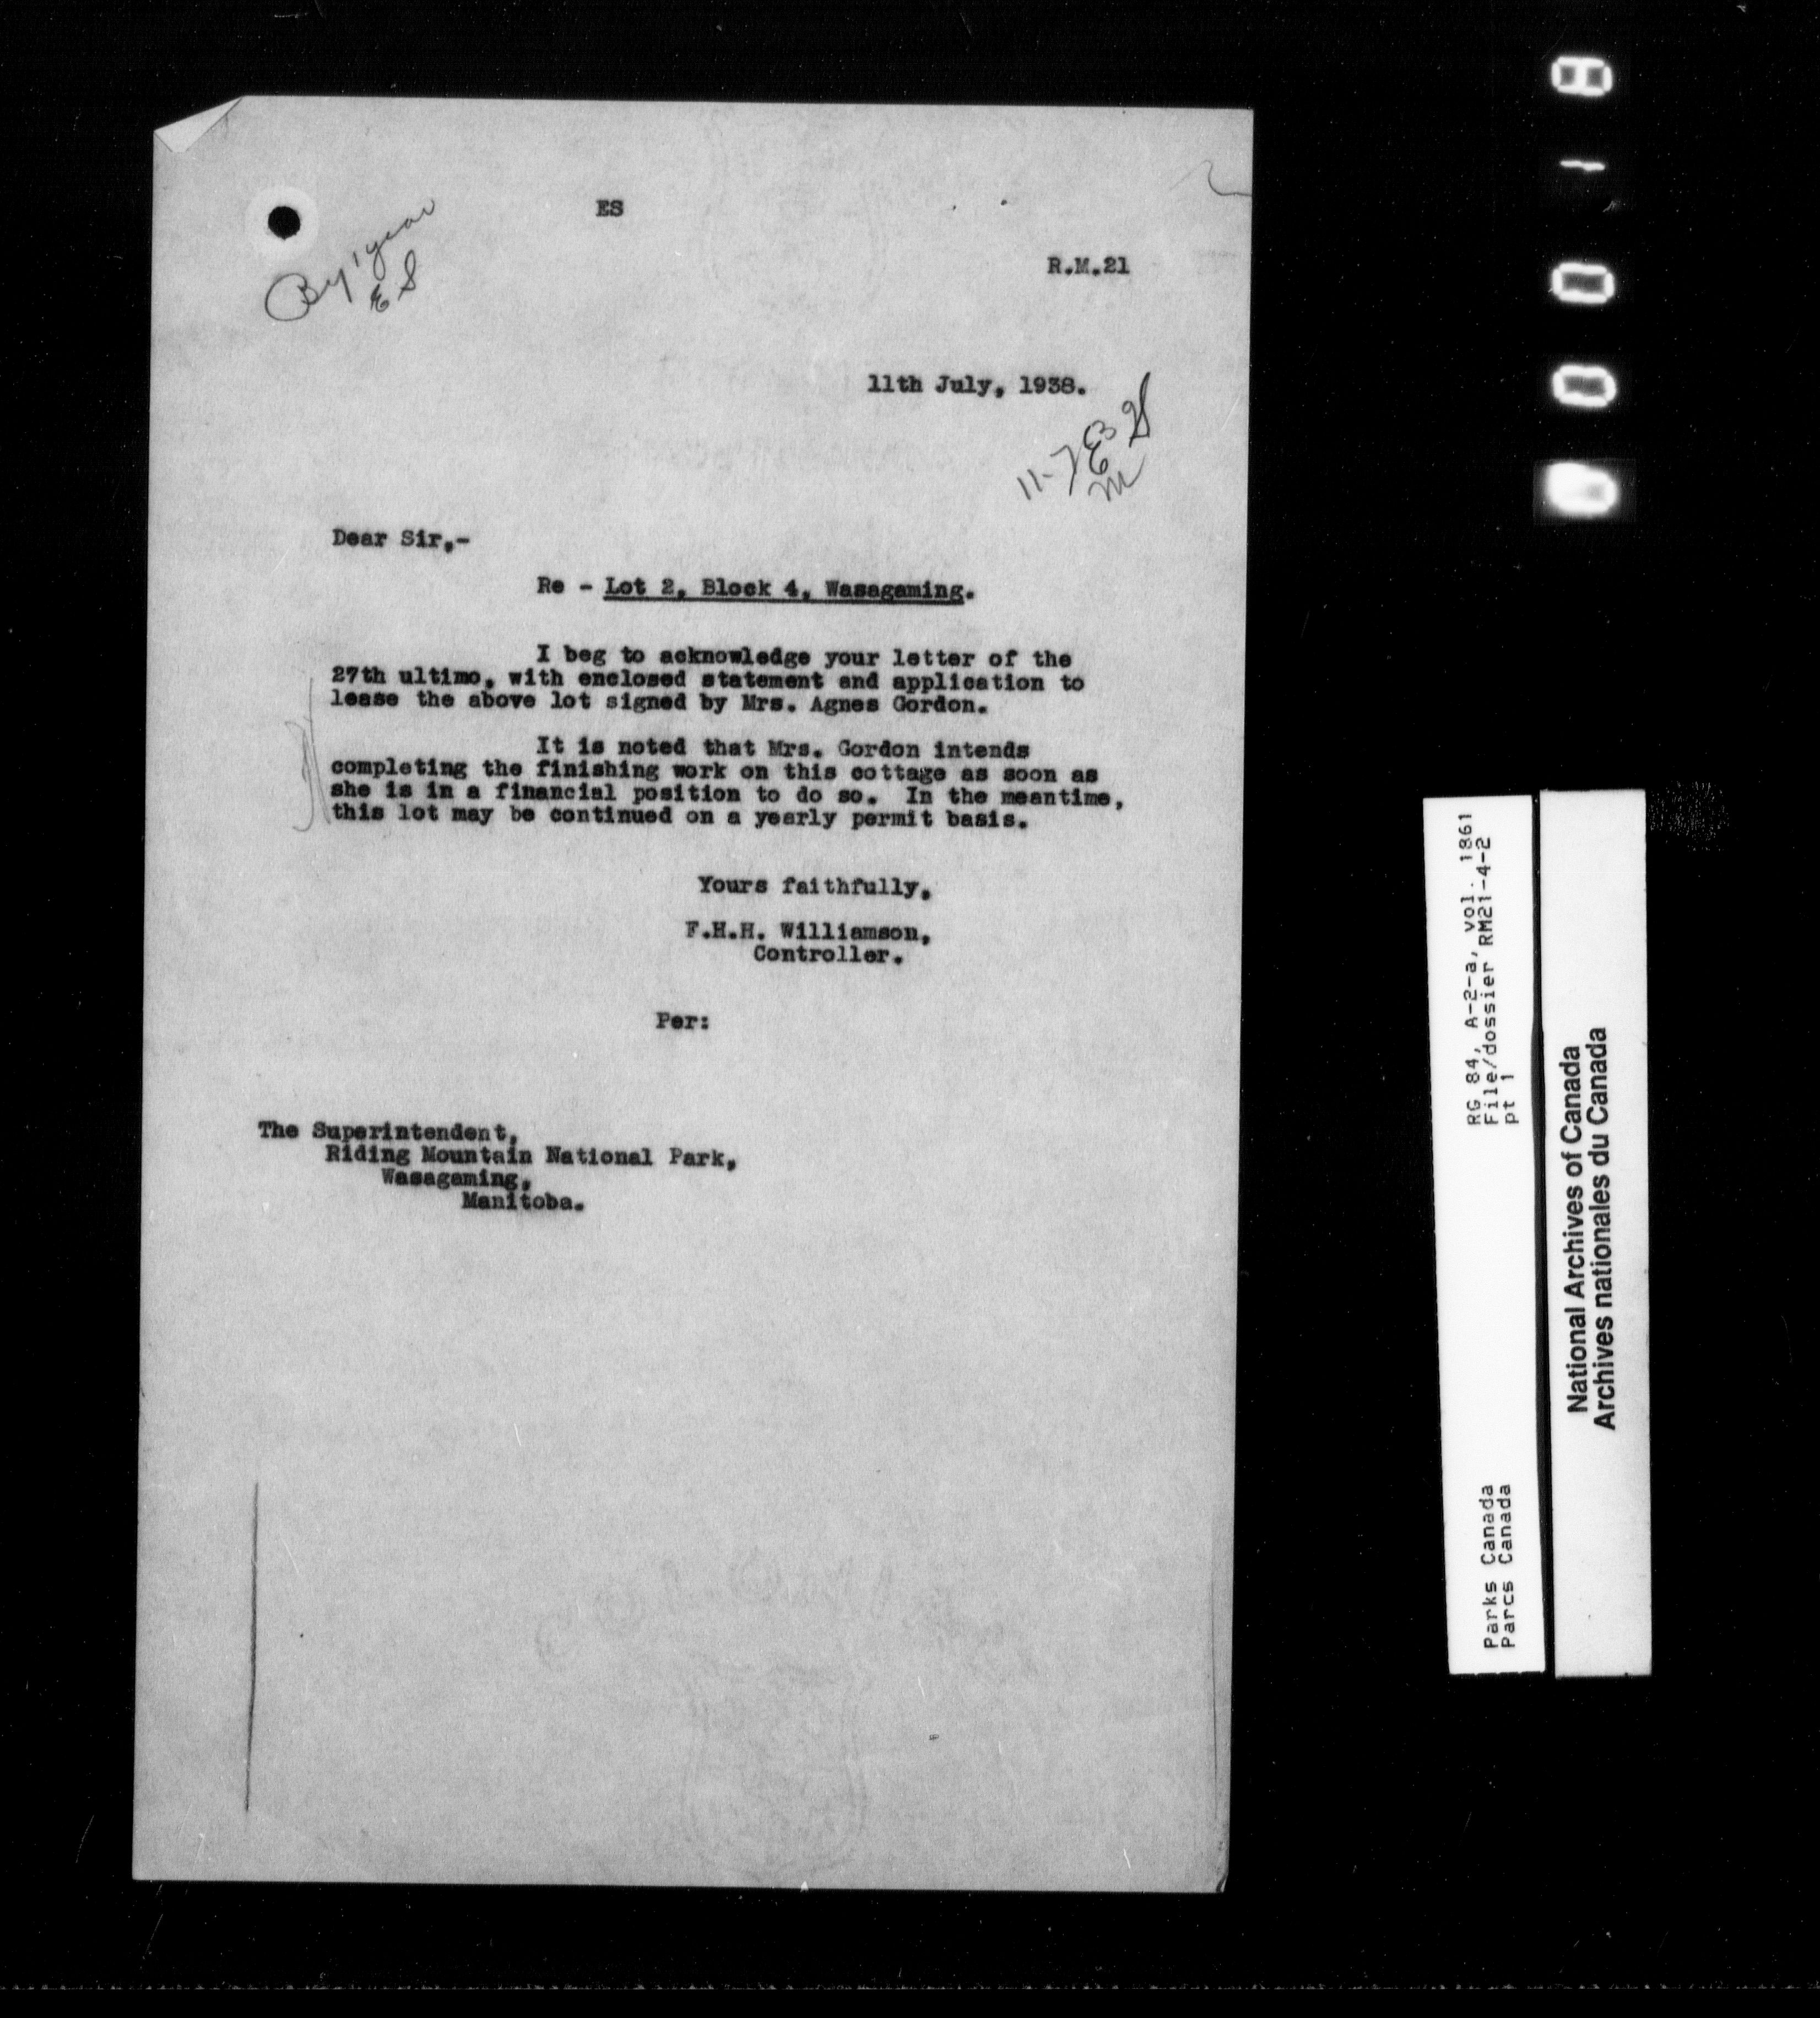 ES
By 1 year
ES
R.M.21
11th July, 1938.
11-7
Dear Sir,-
Re - Lot 2, Block 4, Wasagaming.
I beg to acknowledge your letter of the
27th ultimo, with enclosed statement and application to
lease the above lot signed by Mrs. Agnes Gordon.
It is noted that Mrs. Gordon intends
completing the finishing work on this cottage as soon as
she is in a financial position to do so. In the meantime,
this lot may be continued on a yearly permit basis.
Yours faithfully,
F.H.H. Williamson,
Controller.
Per:
The Superintendent,
Riding Mountain National Park,
Wasagaming,
Manitoba.
RG 84, A-2-a, vol. 1861
File/dossier RM21-4-2
pt 1
Parks Canada
Parcs Canada
National Archives of Canada
Archives nationales du Canada